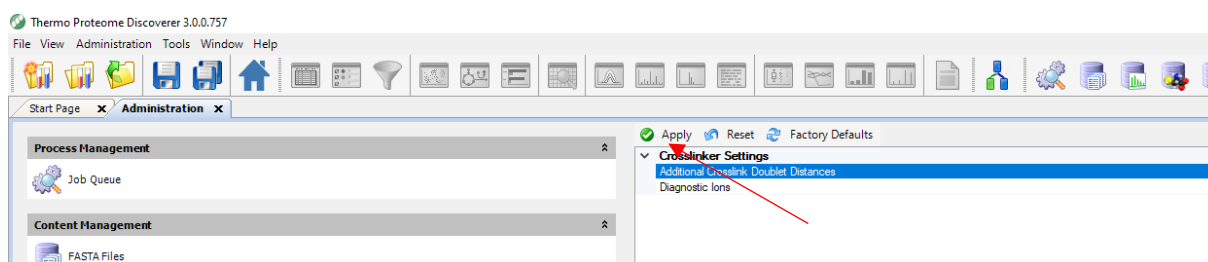 Thermo Proteome Discoverer 3.0.0.757
File View Administration Tools Window Help
Start Page x Administration x
Process Management
Job Queue
Content Management
FASTA Files
Apply Reset Factory Defaults
Crosslinker Settings
Additional Crosslink Doublet Distances
Diagnostic Ions